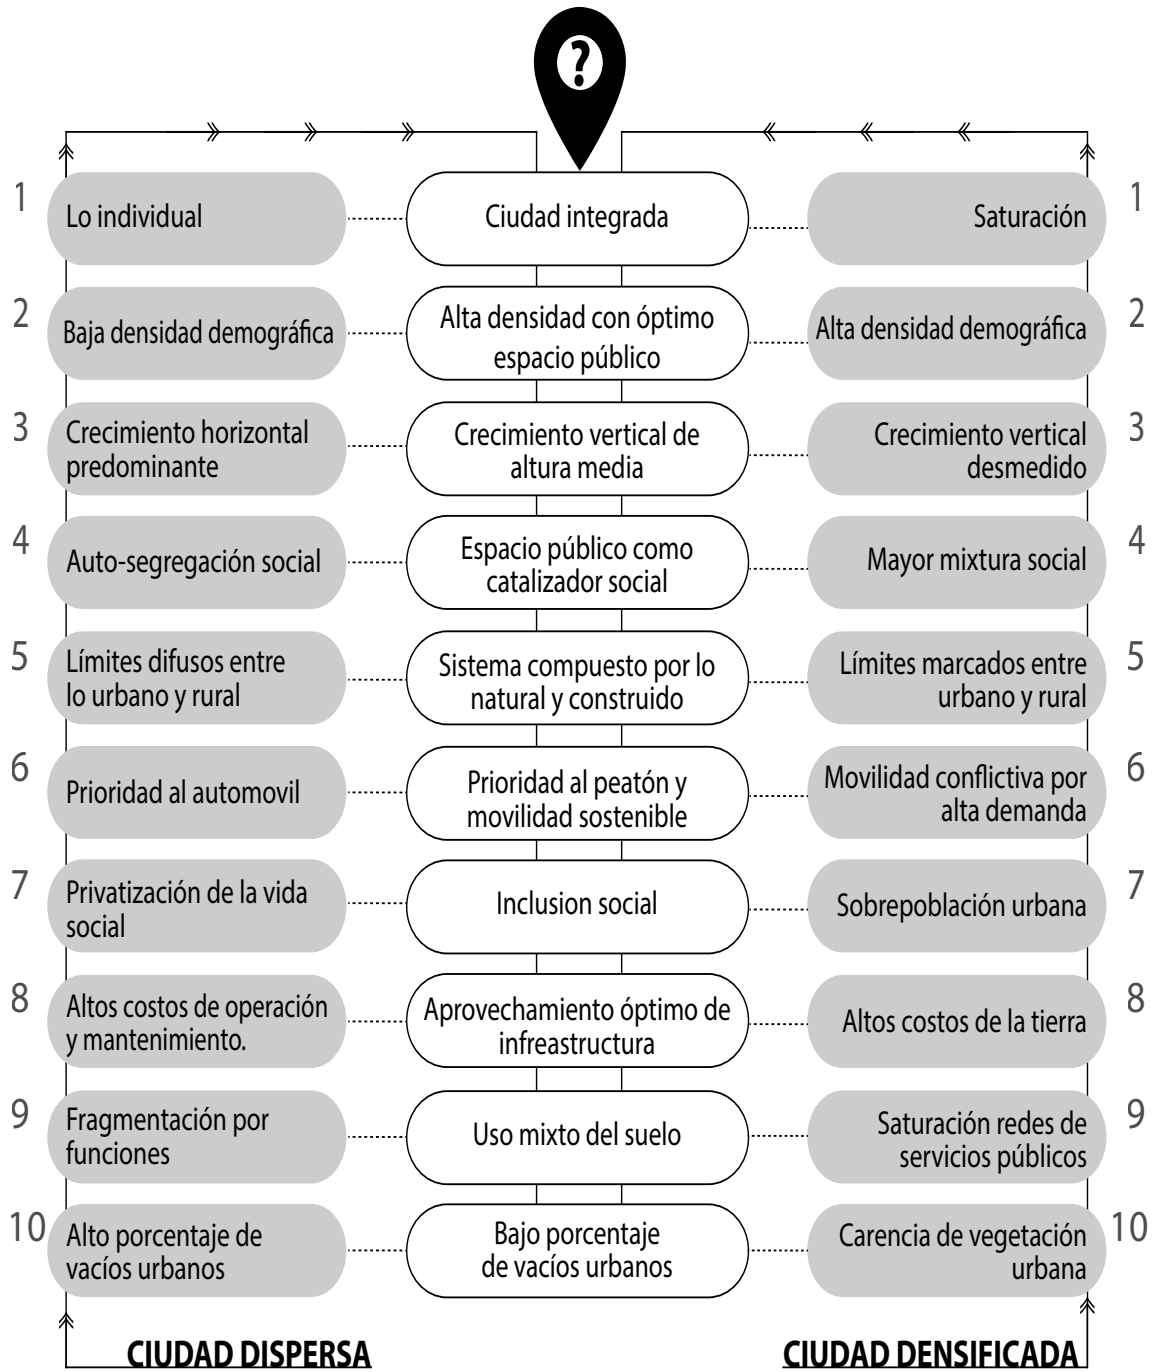 ?
1
Lo individual
Ciudad integrada
Saturación
1
2
Baja densidad demográfica
Alta densidad con óptimo
espacio público
Alta densidad demográfica
2
3
Crecimiento horizontal
predominante
Crecimiento vertical de
altura media
Crecimiento vertical
desmedido
3
4
Auto-segregación social
Espacio público como
catalizador social
Mayor mixtura social
4
5
Límites difusos entre
lo urbano y rural
Sistema compuesto por lo
natural y construido
Límites marcados entre
urbano y rural
5
6
Prioridad al automovil
Prioridad al peatón y
movilidad sostenible
Movilidad conflictiva por
alta demanda
6
7
Privatización de la vida
social
Inclusion social
Sobrepoblación urbana
7
8
Altos costos de operación
y mantenimiento.
Aprovechamiento óptimo de
infreastructura
Altos costos de la tierra
8
9
Fragmentación por
funciones
Uso mixto del suelo
Saturación redes de
servicios públicos
9
10
Alto porcentaje de
vacíos urbanos
Bajo porcentaje
de vacíos urbanos
Carencia de vegetación
urbana
10
CIUDAD DISPERSA
CIUDAD DENSIFICADA